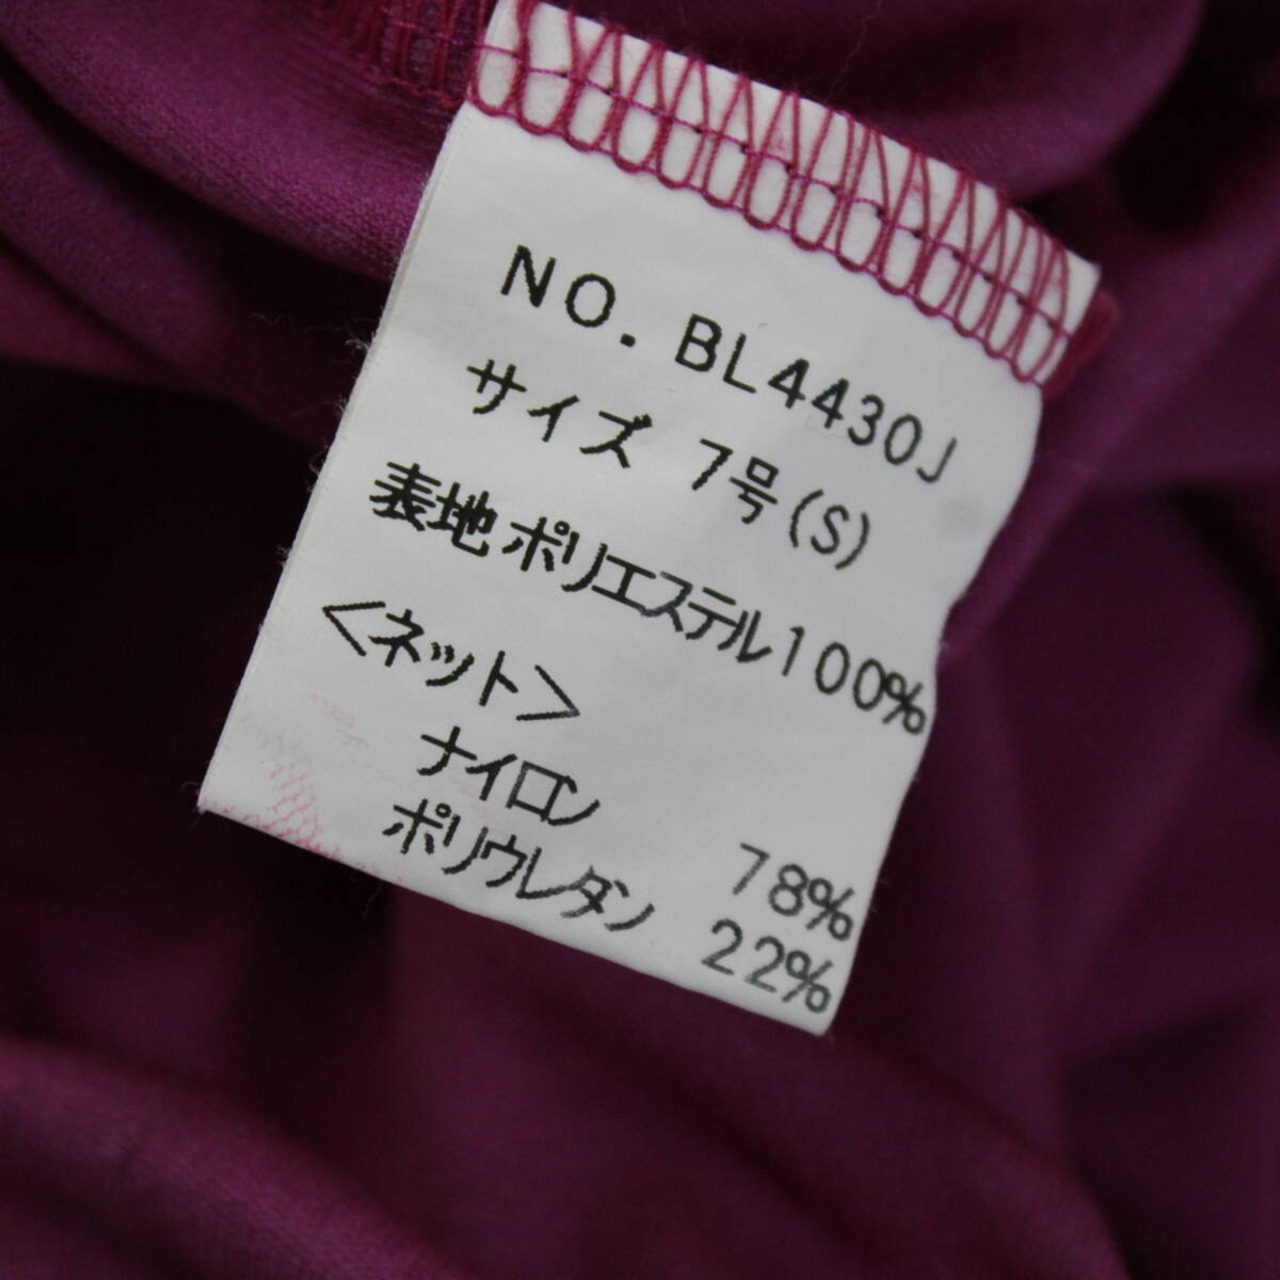 NO. BL4430J
サイズ 7号(S)
表地 ポリエステル100%
<ネット>
ナイロン 78%
ポリウレタン 22%